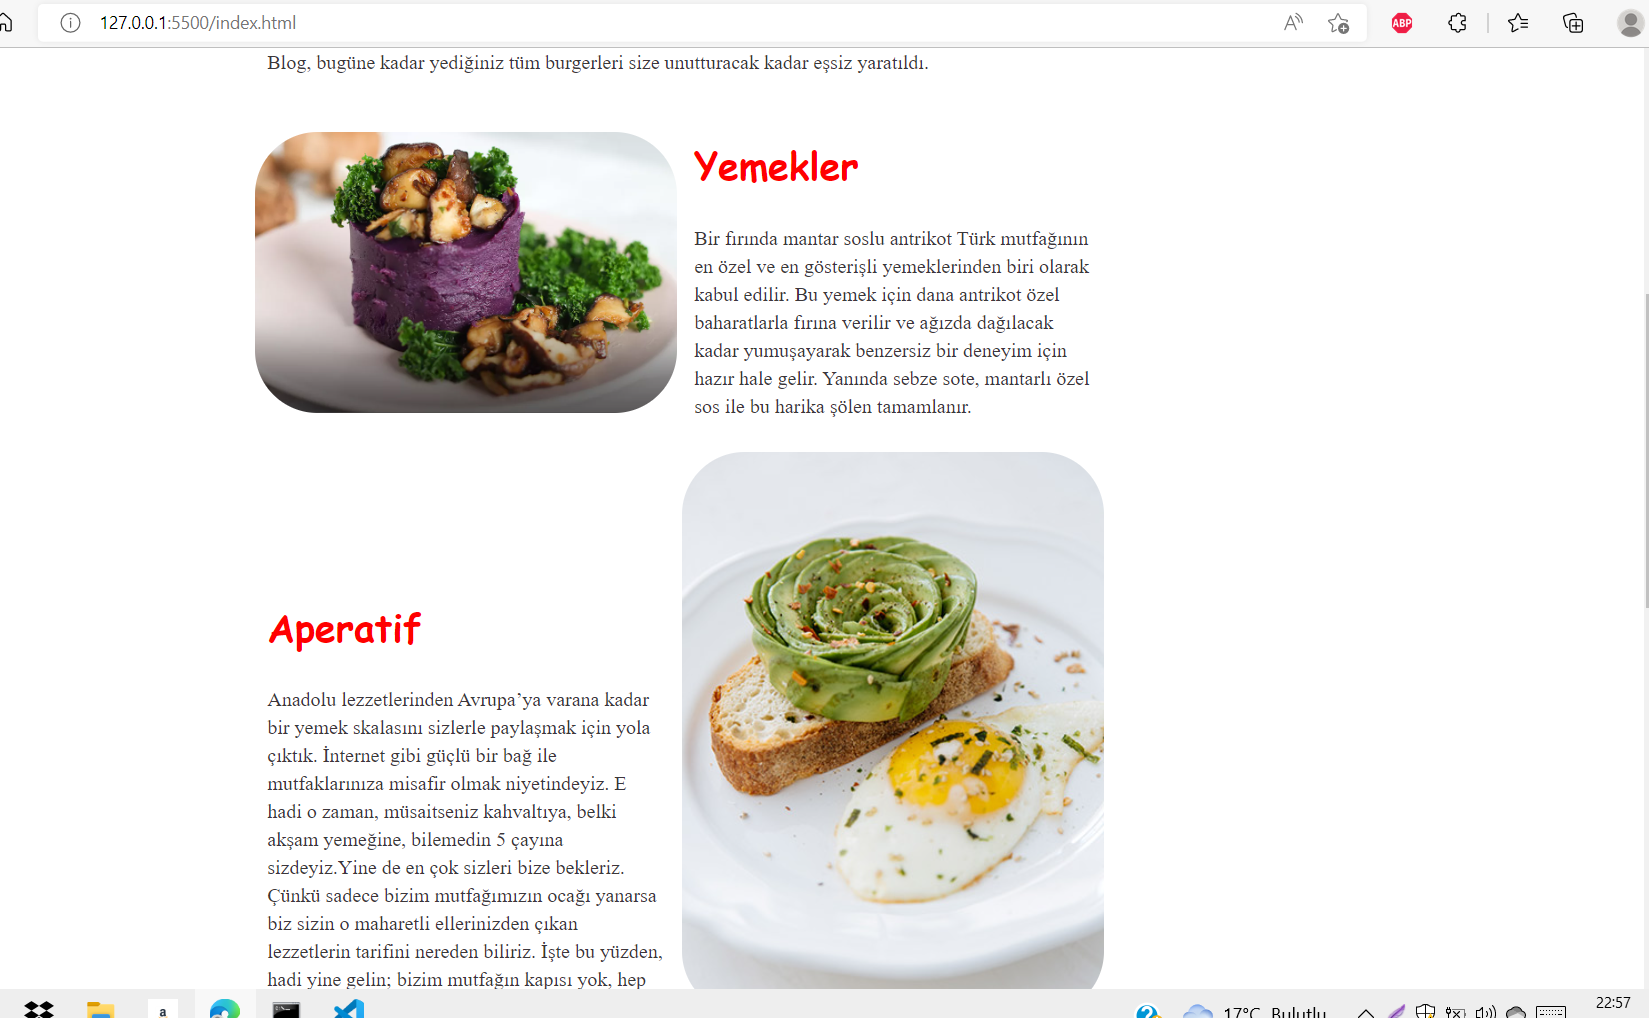 127.0.0.1:5500/index.html
A
ABP
Blog, bugüne kadar yediğiniz tüm burgerleri size unutturacak kadar eşsiz yaratıldı.
Yemekler
Bir fırında mantar soslu antrikot Türk mutfağının
en özel ve en gösterişli yemeklerinden biri olarak
kabul edilir. Bu yemek için dana antrikot özel
baharatlarla fırına verilir ve ağızda dağılacak
kadar yumuşayarak benzersiz bir deneyim için
hazır hale gelir. Yanında sebze sote, mantarlı özel
sos ile bu harika şölen tamamlanır.
Aperatif
Anadolu lezzetlerinden Avrupa’ya varana kadar
bir yemek skalasını sizlerle paylaşmak için yola
çıktık. İnternet gibi güçlü bir bağ ile
mutfaklarınıza misafir olmak niyetindeyiz. E
hadi o zaman, müsaitseniz kahvaltıya, belki
akşam yemeğine, bilemedin 5 çayına
sizdeyiz.Yine de en çok sizleri bize bekleriz.
Çünkü sadece bizim mutfağımızın ocağı yanarsa
biz sizin o maharetli ellerinizden çıkan
lezzetlerin tarifini nereden biliriz. İşte bu yüzden,
hadi yine gelin; bizim mutfağın kapısı yok, hep
a
17°C Bulutlu
22:57